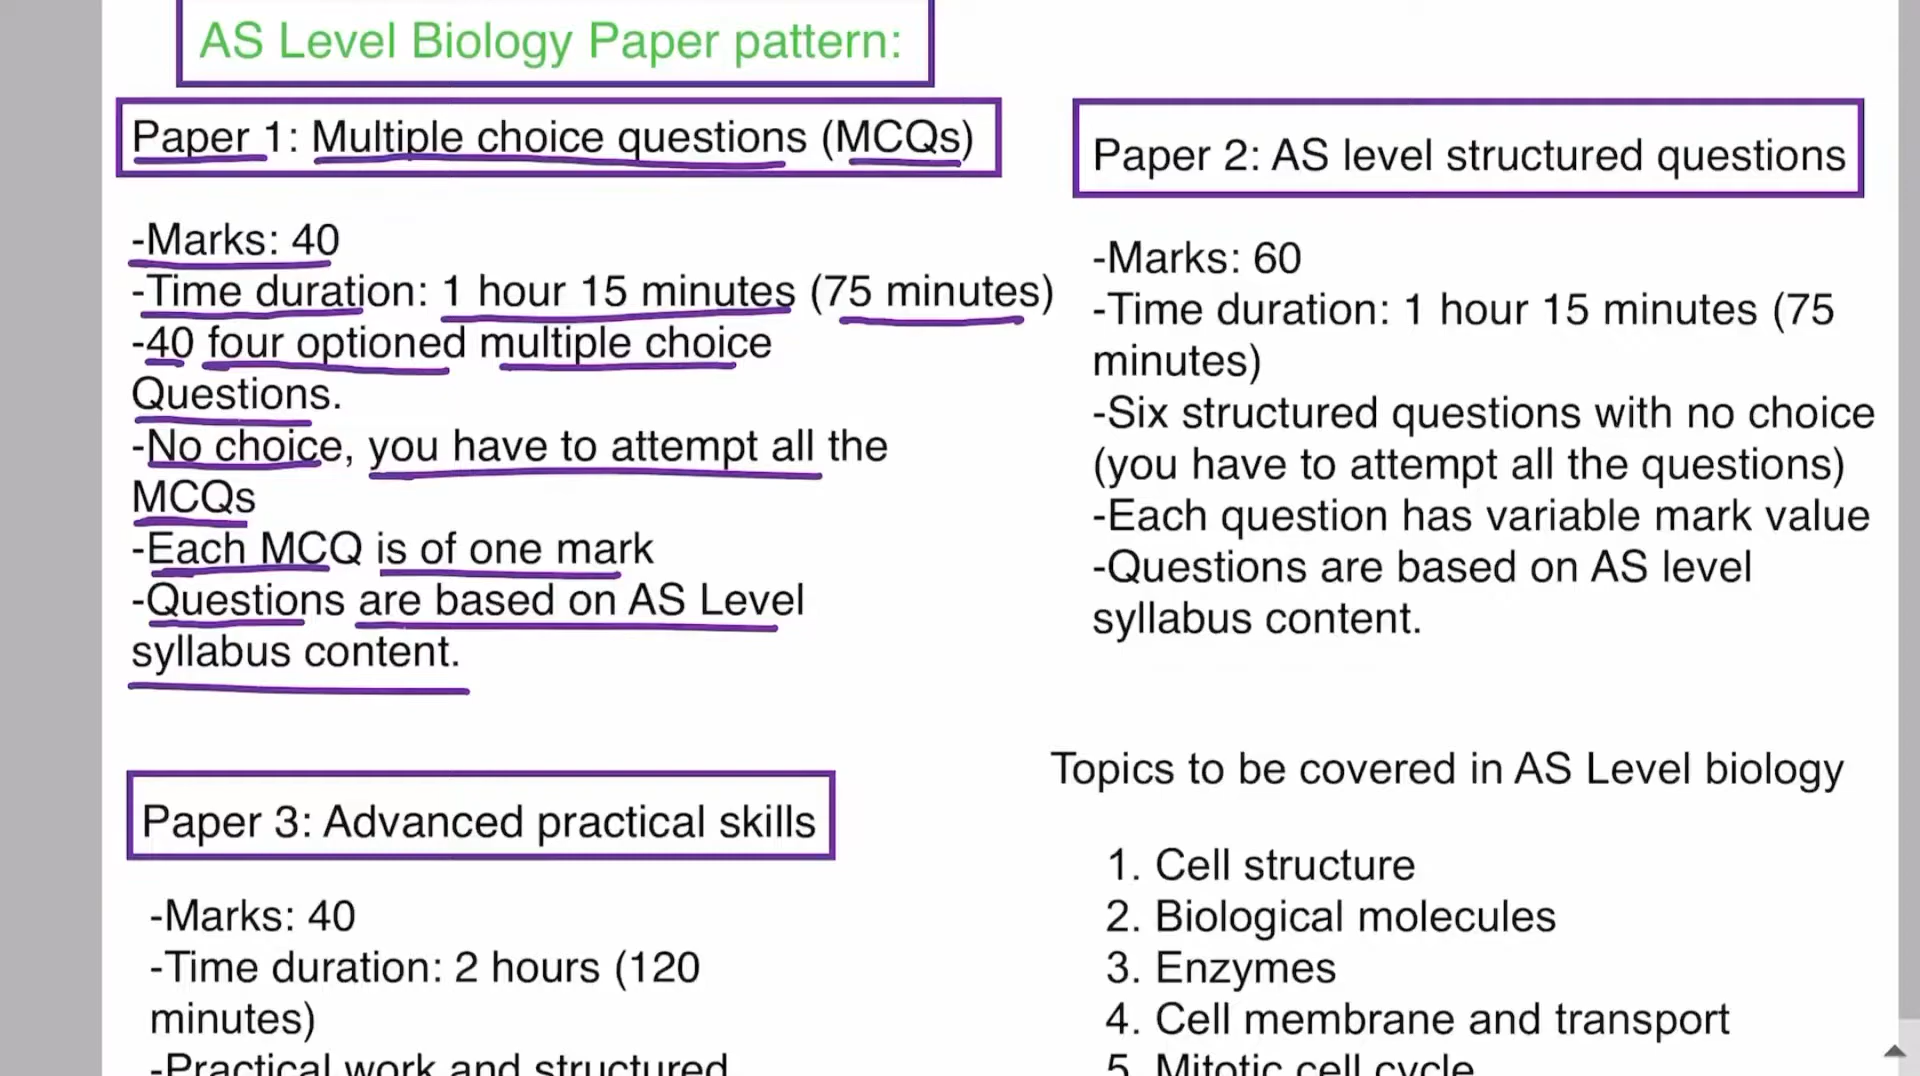 AS Level Biology Paper pattern:
Paper 1: Multiple choice questions (MCQs)
-Marks: 40
-Time duration: 1 hour 15 minutes (75 minutes)
-40 four optioned multiple choice
Questions.
-No choice, you have to attempt all the
MCQs
-Each MCQ is of one mark
-Questions are based on AS Level
syllabus content.
Paper 2: AS level structured questions
-Marks: 60
-Time duration: 1 hour 15 minutes (75
minutes)
-Six structured questions with no choice
(you have to attempt all the questions)
-Each question has variable mark value
-Questions are based on AS level
syllabus content.
Paper 3: Advanced practical skills
-Marks: 40
-Time duration: 2 hours (120
minutes)
-Practical work and structured
Topics to be covered in AS Level biology
1. Cell structure
2. Biological molecules
3. Enzymes
4. Cell membrane and transport
5. Mitotic cell cycle